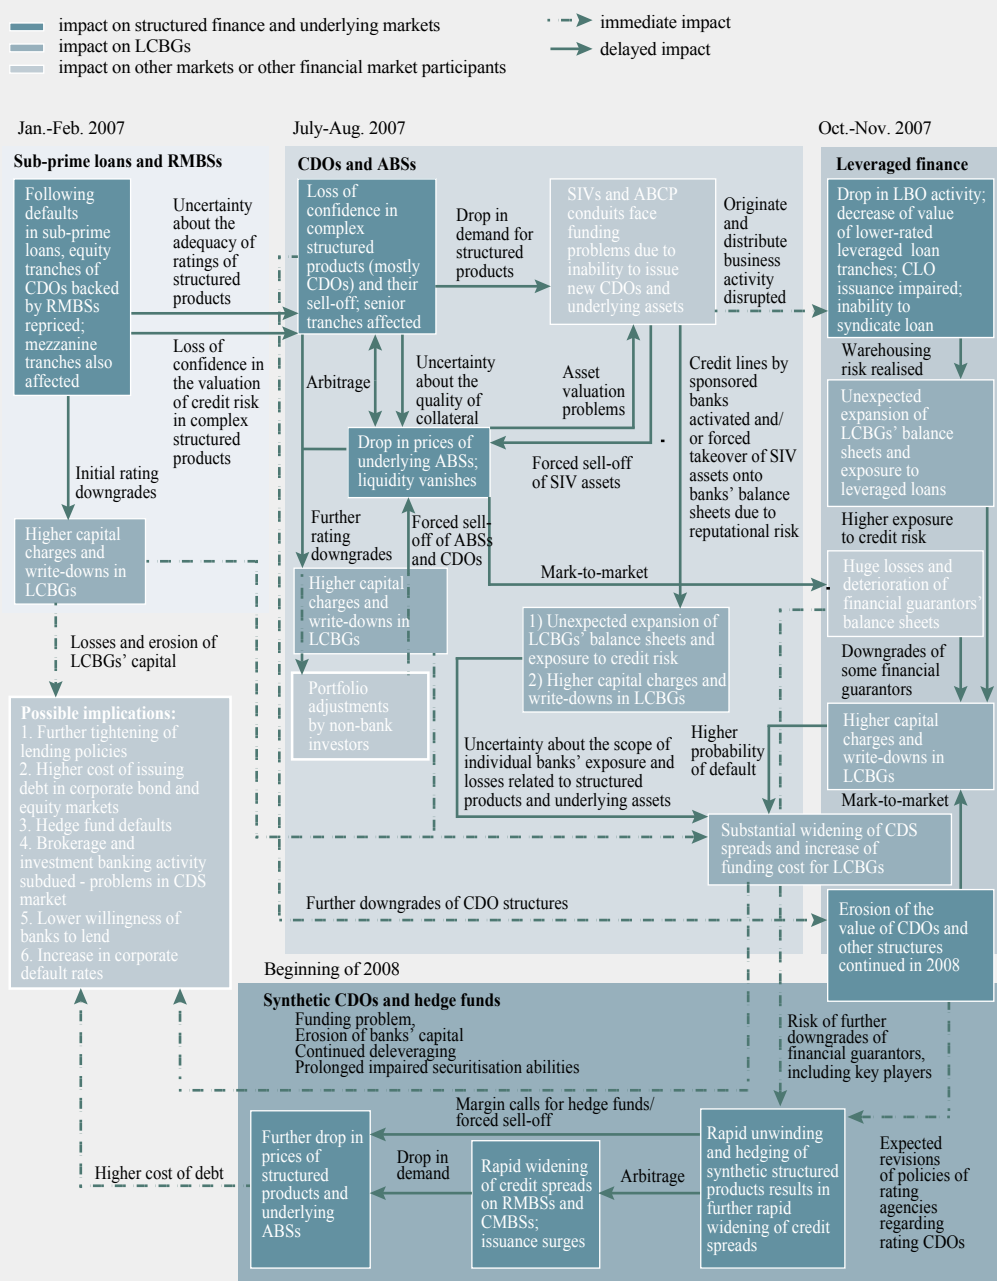 impact on structured finance and underlying markets
impact on LCBGs
impact on other markets or other financial market participants
immediate impact
delayed impact
Jan.-Feb. 2007
Sub-prime loans and RMBSs
Following
defaults
in sub-prime
loans, equity
tranches of
CDOs backed
by RMBSs
repriced;
mezzanine
tranches also
affected
Uncertainty
about the
adequacy of
ratings of
structured
products
Loss of
confidence in
the valuation
of credit risk
in complex
structured
products
Initial rating
downgrades
Higher capital
charges and
write-downs in
LCBGs
Losses and erosion of
LCBGs’ capital
Possible implications:
1. Further tightening of
lending policies
2. Higher cost of issuing
debt in corporate bond and
equity markets
3. Hedge fund defaults
4. Brokerage and
investment banking activity
subdued - problems in CDS
market
5. Lower willingness of
banks to lend
6. Increase in corporate
default rates
July-Aug. 2007
CDOs and ABSs
Loss of
confidence in
complex
structured
products (mostly
CDOs) and their
sell-off; senior
tranches affected
Drop in
demand for
structured
products
SIVs and ABCP
conduits face
funding
problems due to
inability to issue
new CDOs and
underlying assets
Originate
and
distribute
business
activity
disrupted
Arbitrage
Uncertainty
about the
quality of
collateral
Asset
valuation
problems
Credit lines by
sponsored
banks
activated and/
or forced
takeover of SIV
assets onto
banks’ balance
sheets due to
reputational risk
Drop in prices of
underlying ABSs;
liquidity vanishes
Forced sell-off
of SIV assets
Further
rating
downgrades
Forced sell-
off of ABSs
and CDOs
Mark-to-market
Higher capital
charges and
write-downs in
LCBGs
1) Unexpected expansion of
LCBGs’ balance sheets and
exposure to credit risk
2) Higher capital charges and
write-downs in LCBGs
Portfolio
adjustments
by non-bank
investors
Uncertainty about the scope of
individual banks’ exposure and
losses related to structured
products and underlying assets
Higher
probability
of default
Substantial widening of CDS
spreads and increase of
funding cost for LCBGs
Further downgrades of CDO structures
Oct.-Nov. 2007
Leveraged finance
Drop in LBO activity;
decrease of value
of lower-rated
leveraged loan
tranches; CLO
issuance impaired;
inability to
syndicate loan
Warehousing
risk realised
Unexpected
expansion of
LCBGs’ balance
sheets and
exposure to
leveraged loans
Higher exposure
to credit risk
Huge losses and
deterioration of
financial guarantors’
balance sheets
Downgrades of
some financial
guarantors
Higher capital
charges and
write-downs in
LCBGs
Mark-to-market
Erosion of the
value of CDOs and
other structures
continued in 2008
Beginning of 2008
Synthetic CDOs and hedge funds
Funding problem,
Erosion of banks’ capital
Continued deleveraging
Prolonged impaired securitisation abilities
Risk of further
downgrades of
financial guarantors,
including key players
Margin calls for hedge funds/
forced sell-off
Further drop in
prices of
structured
products and
underlying
ABSs
Drop in
demand
Rapid widening
of credit spreads
on RMBSs and
CMBSs;
issuance surges
Arbitrage
Rapid unwinding
and hedging of
synthetic structured
products results in
further rapid
widening of credit
spreads
Expected
revisions
of policies of
rating
agencies
regarding
rating CDOs
Higher cost of debt